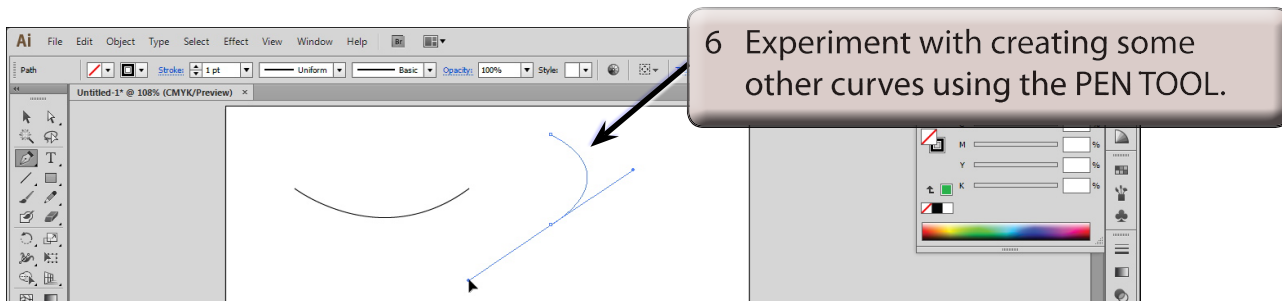 6 Experiment with creating some
other curves using the PEN TOOL.
Ai File Edit Object Type Select Effect View Window Help Br
Path Stroke: 1 pt Uniform Basic Opacity: 100% Style:
Untitled-1* @ 108% (CMYK/Preview) ×
T
M %
Y %
K %